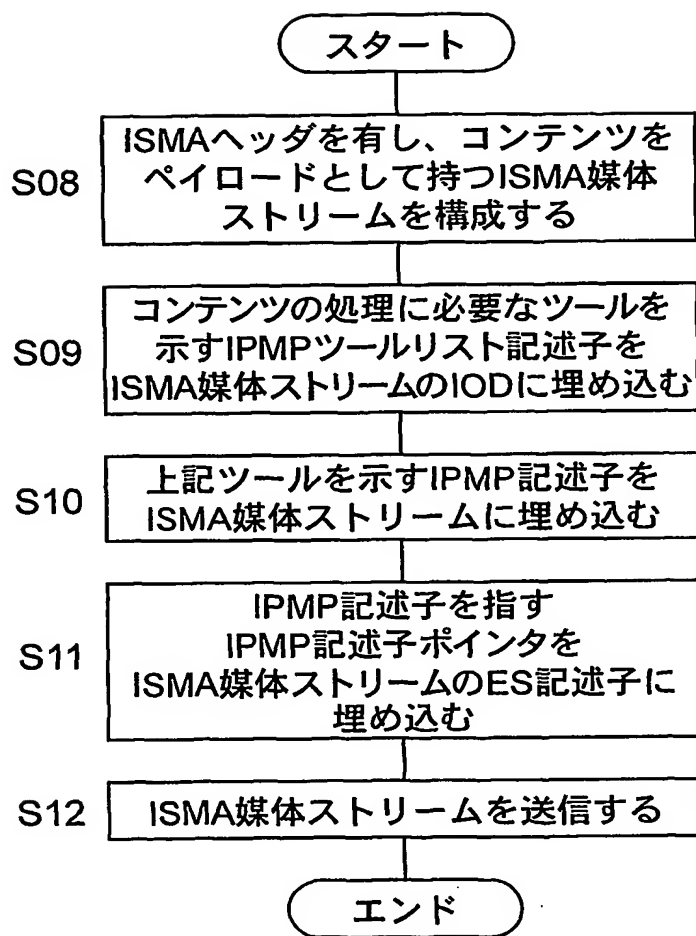 スタート
S08
ISMAヘッダを有し、コンテンツを
ペイロードとして持つISMA媒体
ストリームを構成する
S09
コンテンツの処理に必要なツールを
示すIPMPツールリスト記述子を
ISMA媒体ストリームのIODに埋め込む
S10
上記ツールを示すIPMP記述子を
ISMA媒体ストリームに埋め込む
S11
IPMP記述子を指す
IPMP記述子ポインタを
ISMA媒体ストリームのES記述子に
埋め込む
S12
ISMA媒体ストリームを送信する
エンド